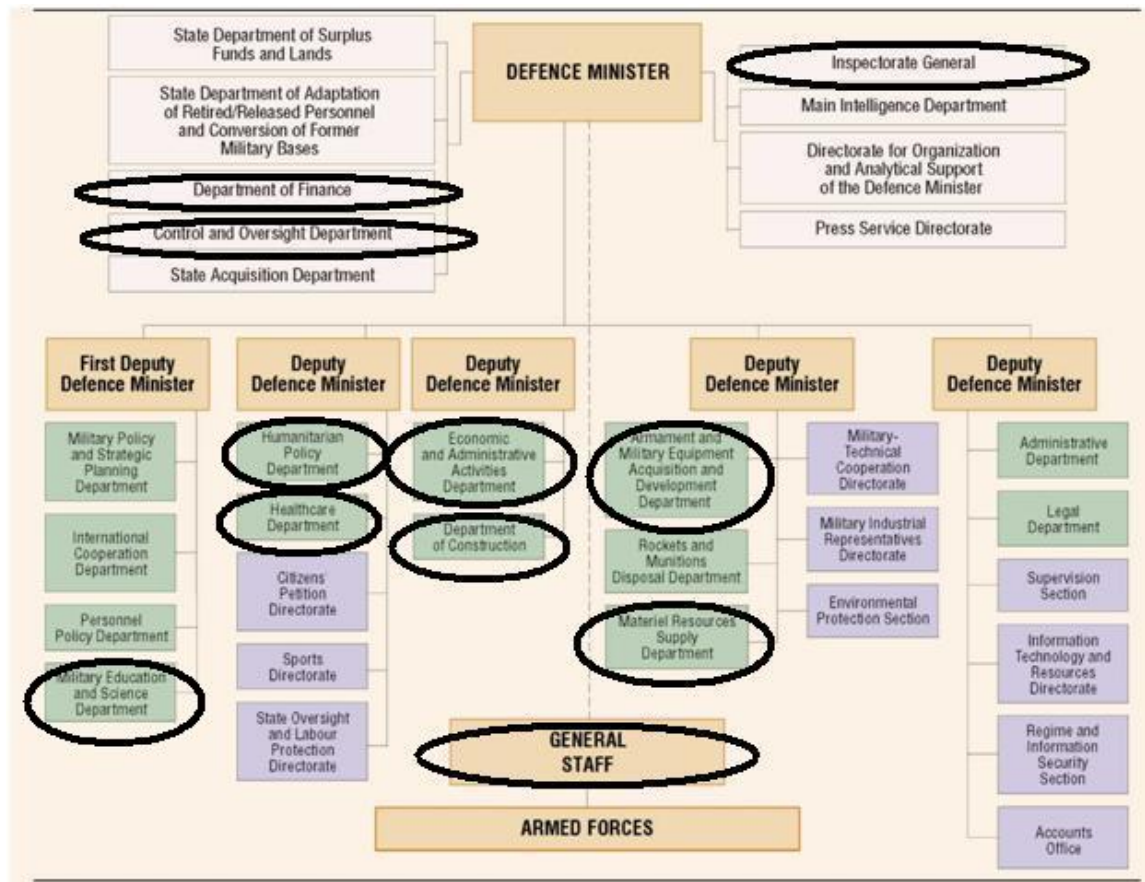 State Department of Surplus
Funds and Lands
State Department of Adaptation
of Retired/Released Personnel
and Conversion of Former
Military Bases
Department of Finance
Control and Oversight Department
State Acquisition Department
DEFENCE MINISTER
Inspectorate General
Main Intelligence Department
Directorate for Organization
and Analytical Support
of the Defence Minister
Press Service Directorate
First Deputy
Defence Minister
Military Policy
and Strategic
Planning
Department
International
Cooperation
Department
Personnel
Policy Department
Military Education
and Science
Department
Deputy
Defence Minister
Humanitarian
Policy
Department
Healthcare
Department
Citizens'
Petition
Directorate
Sports
Directorate
State Oversight
and Labour
Protection
Directorate
Deputy
Defence Minister
Economic
and Administrative
Activities
Department
Department
of Construction
Deputy
Defence Minister
Armament and
Military Equipment
Acquisition and
Development
Department
Rockets and
Munitions
Disposal Department
Materiel Resources
Supply
Department
Military-
Technical
Cooperation
Directorate
Military Industrial
Representatives
Directorate
Environmental
Protection Section
Deputy
Defence Minister
Administrative
Department
Legal
Department
Supervision
Section
Information
Technology and
Resources
Directorate
Regime and
Information
Security
Section
Accounts
Office
GENERAL
STAFF
ARMED FORCES